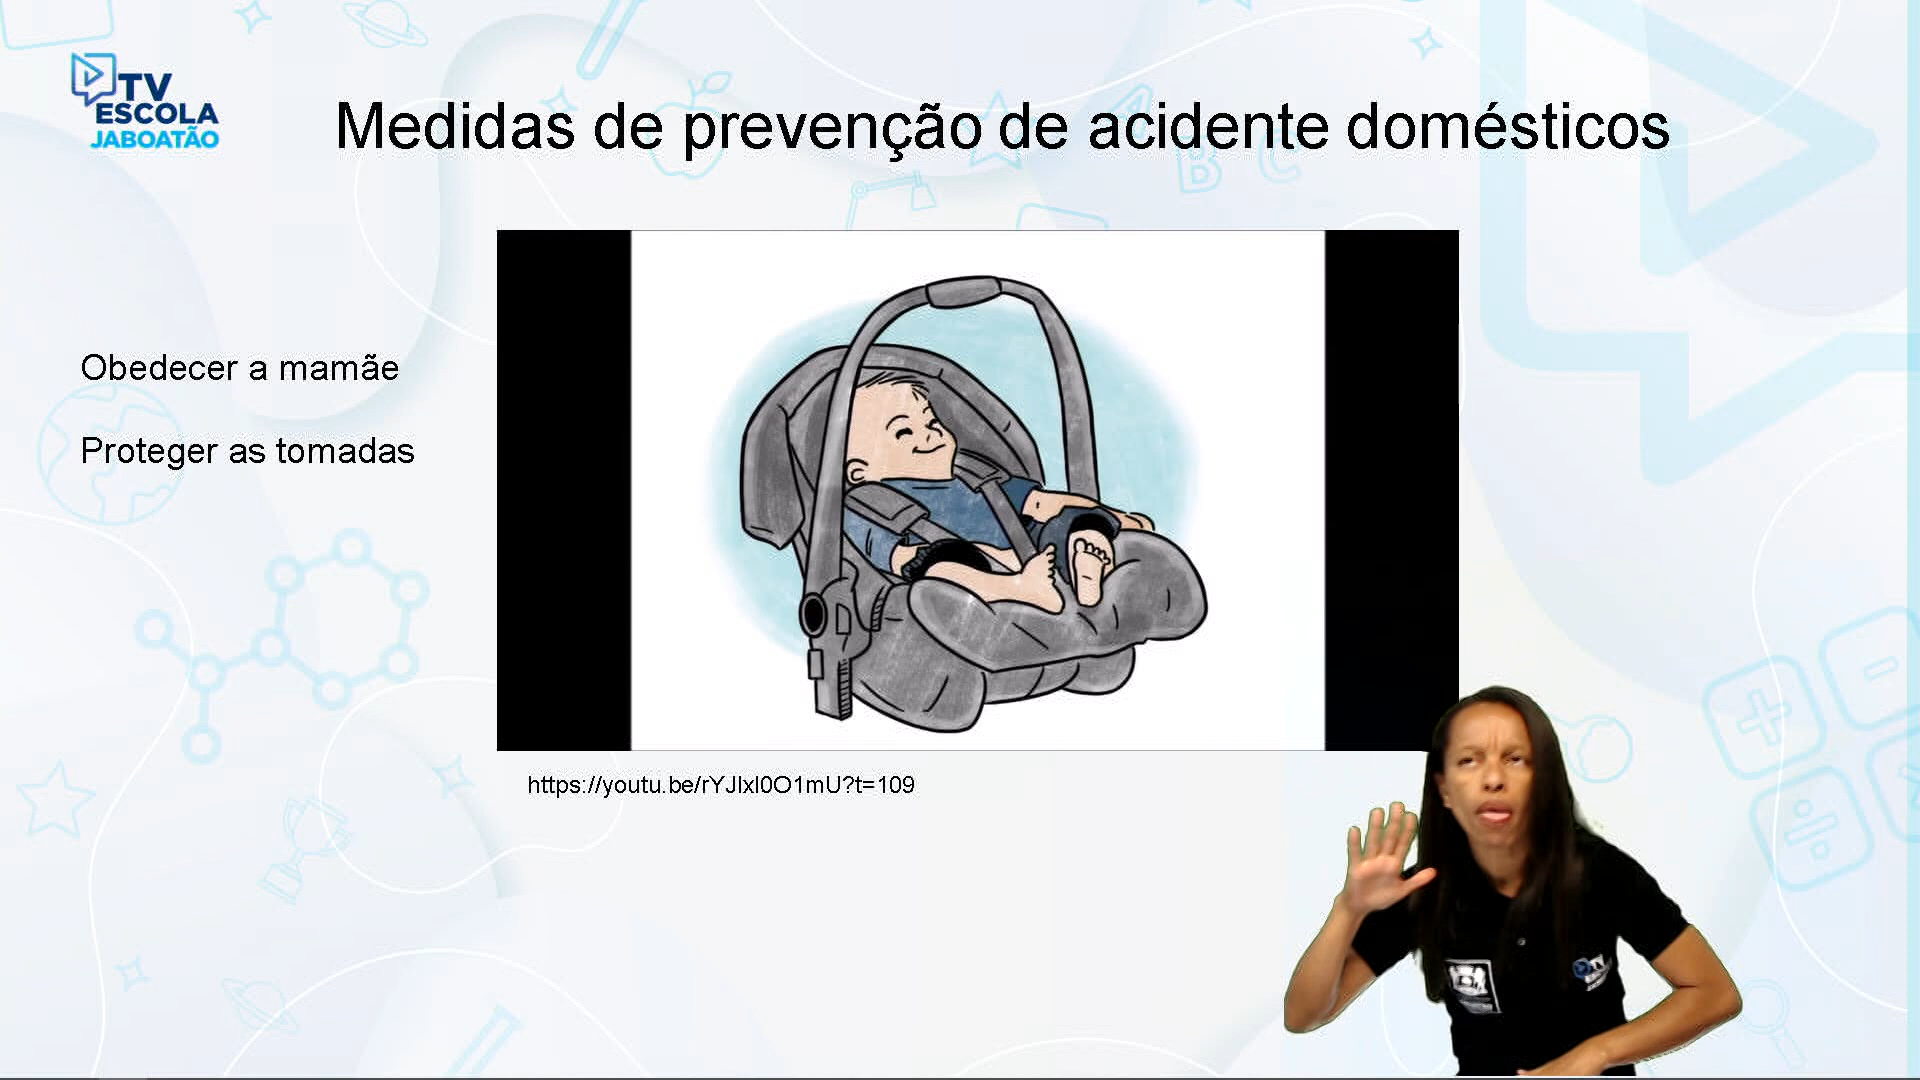 TV
ESCOLA
JABOATÃO
Medidas de prevenção de acidente domésticos
Obedecer a mamãe
Proteger as tomadas
https://youtu.be/rYJlxl0O1mU?t=109